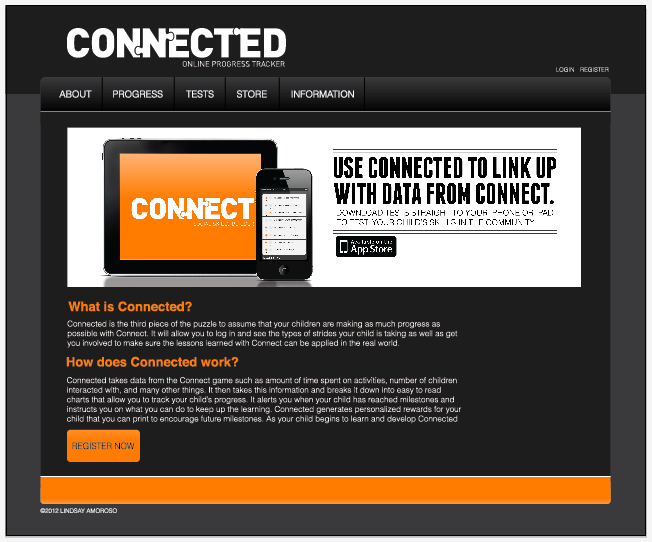 CONNECTED
ONLINE PROGRESS TRACKER
LOGIN REGISTER
ABOUT PROGRESS TESTS STORE INFORMATION
CONNECT
USE CONNECTED TO LINK UP
WITH DATA FROM CONNECT.
DOWNLOAD TESTS STRAIGHT TO YOUR IPHONE OR IPAD
TO TEST YOUR CHILD'S SKILLS IN THE COMMUNITY
Available on the
App Store
What is Connected?
Connected is the third piece of the puzzle to assume that your children are making as much progress as
possible with Connect. It will allow you to log in and see the types of strides your child is taking as well as get
you involved to make sure the lessons learned with Connect can be applied in the real world.
How does Connected work?
Connected takes data from the Connect game such as amount of time spent on activities, number of children
interacted with, and many other things. It then takes this information and breaks it down into easy to read
charts that allow you to track your child's progress. It alerts you when your child has reached milestones and
instructs you on what you can do to keep up the learning. Connected generates personalized rewards for your
child that you can print to encourage future milestones. As your child begins to learn and develop Connected
REGISTER NOW
©2012 LINDSAY AMOROSO